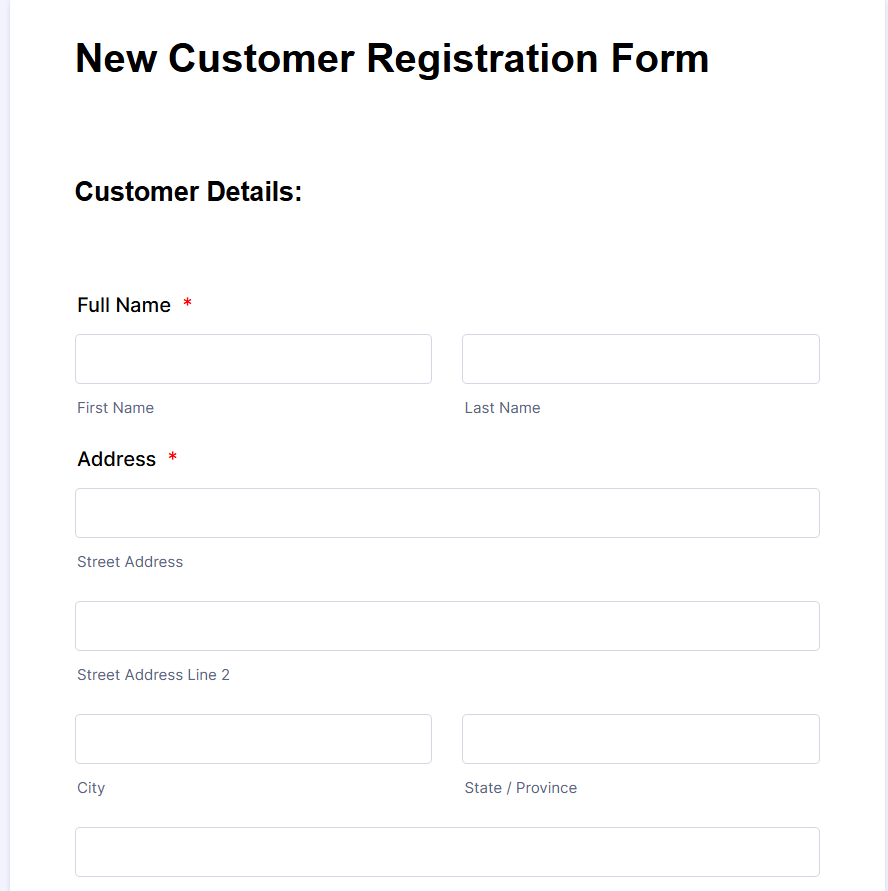 New Customer Registration Form
Customer Details:
Full Name *
First Name Last Name
Address *
Street Address
Street Address Line 2
City State / Province